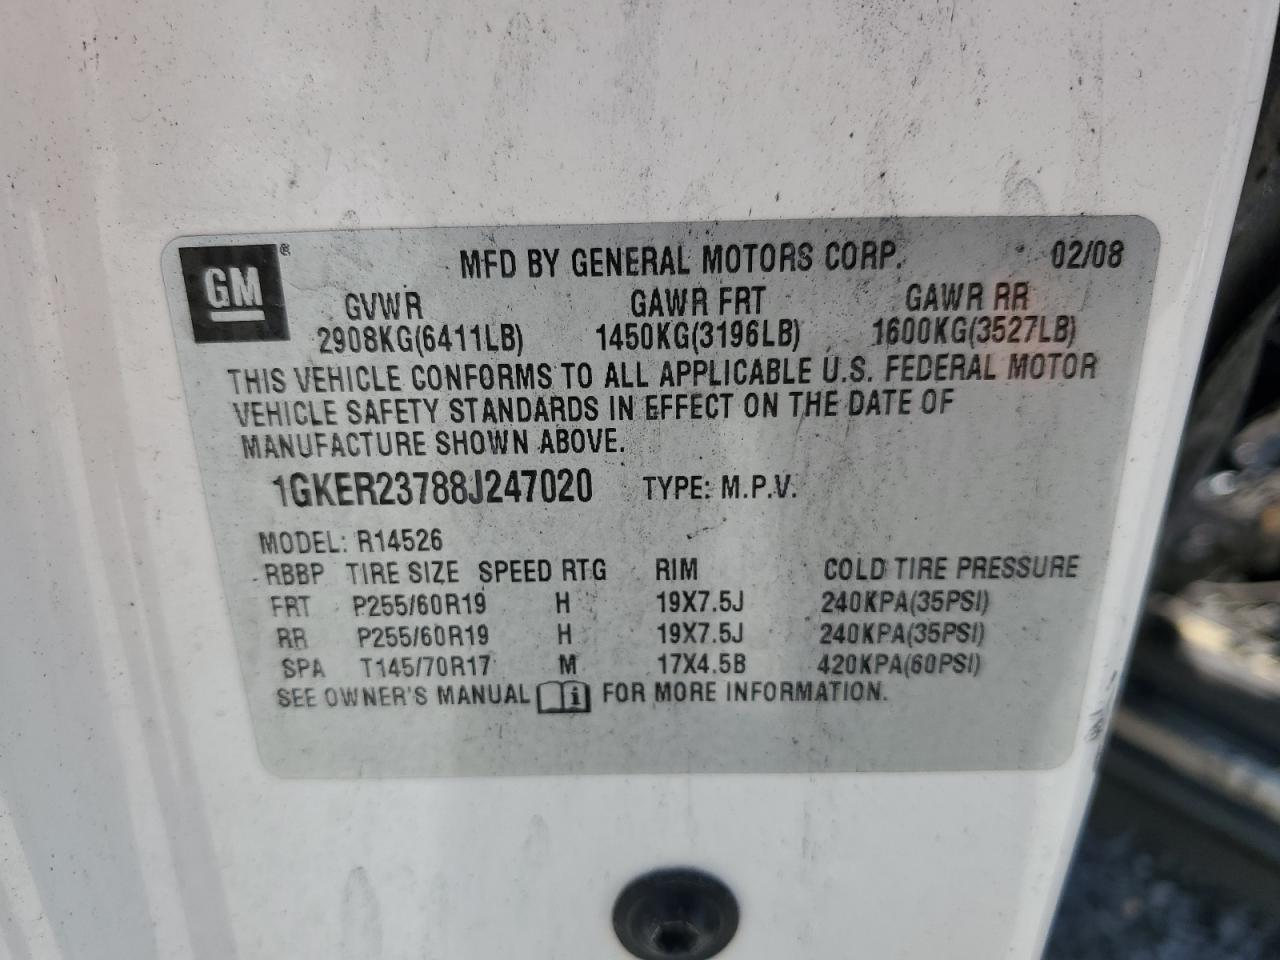 GM ® MFD BY GENERAL MOTORS CORP. 02/08
GVWR GAWR FRT GAWR RR
2908KG(6411LB) 1450KG(3196LB) 1600KG(3527LB)
THIS VEHICLE CONFORMS TO ALL APPLICABLE U.S. FEDERAL MOTOR
VEHICLE SAFETY STANDARDS IN EFFECT ON THE DATE OF
MANUFACTURE SHOWN ABOVE.
1GKER23788J247020 TYPE: M.P.V.
MODEL: R14526
RBBP TIRE SIZE SPEED RTG RIM COLD TIRE PRESSURE
FRT P255/60R19 H 19X7.5J 240KPA(35PSI)
RR P255/60R19 H 19X7.5J 240KPA(35PSI)
SPA T145/70R17 M 17X4.5B 420KPA(60PSI)
SEE OWNER'S MANUAL i FOR MORE INFORMATION.